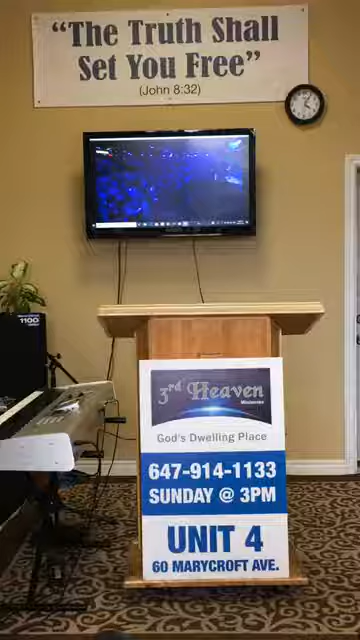 “The Truth Shall
Set You Free”
(John 8:32)
1100
3rd Heaven
Ministries
God's Dwelling Place
647-914-1133
SUNDAY @ 3PM
UNIT 4
60 MARYCROFT AVE.